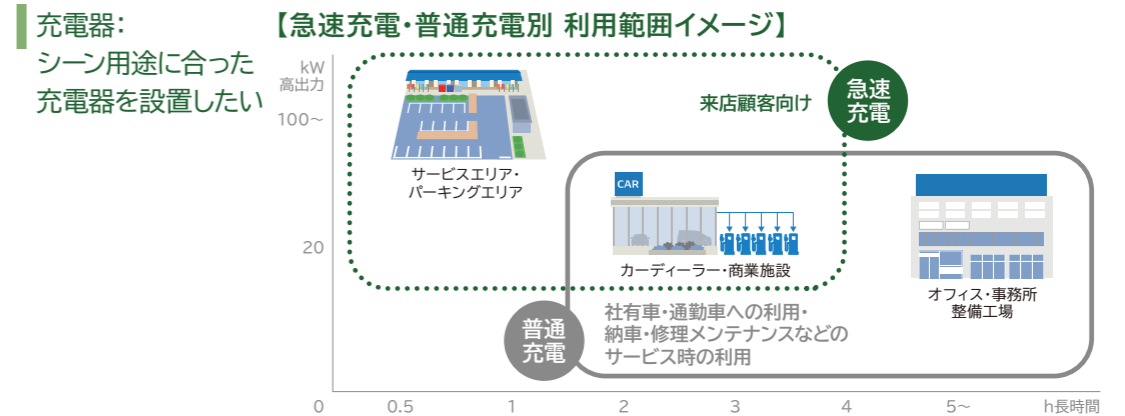 充電器：
シーン用途に合った
充電器を設置したい
【急速充電・普通充電別 利用範囲イメージ】
kW
高出力
100～
20
0
0.5
1
2
3
4
5～
h長時間
来店顧客向け
急速
充電
サービスエリア・
パーキングエリア
CAR
カーディーラー・商業施設
オフィス・事務所
整備工場
普通
充電
社有車・通勤車への利用・
納車・修理メンテナンスなどの
サービス時の利用